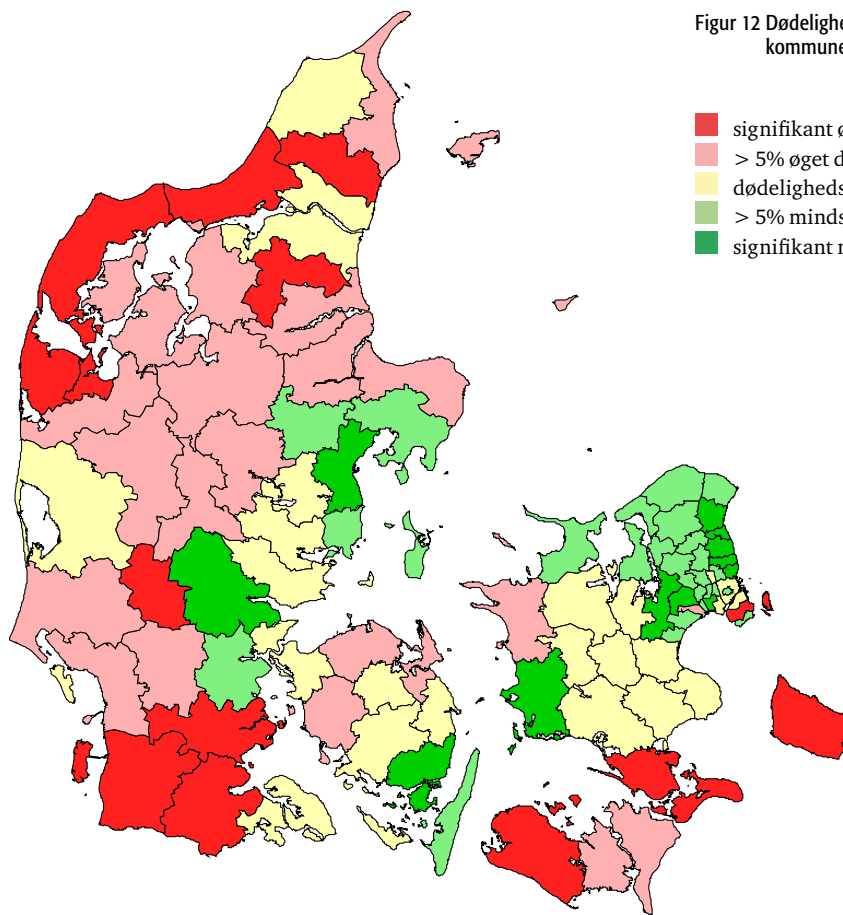 Figur 12 Dødelighe
kommune
signifikant ø
> 5% øget d
dødeligheds
> 5% minds
signifikant